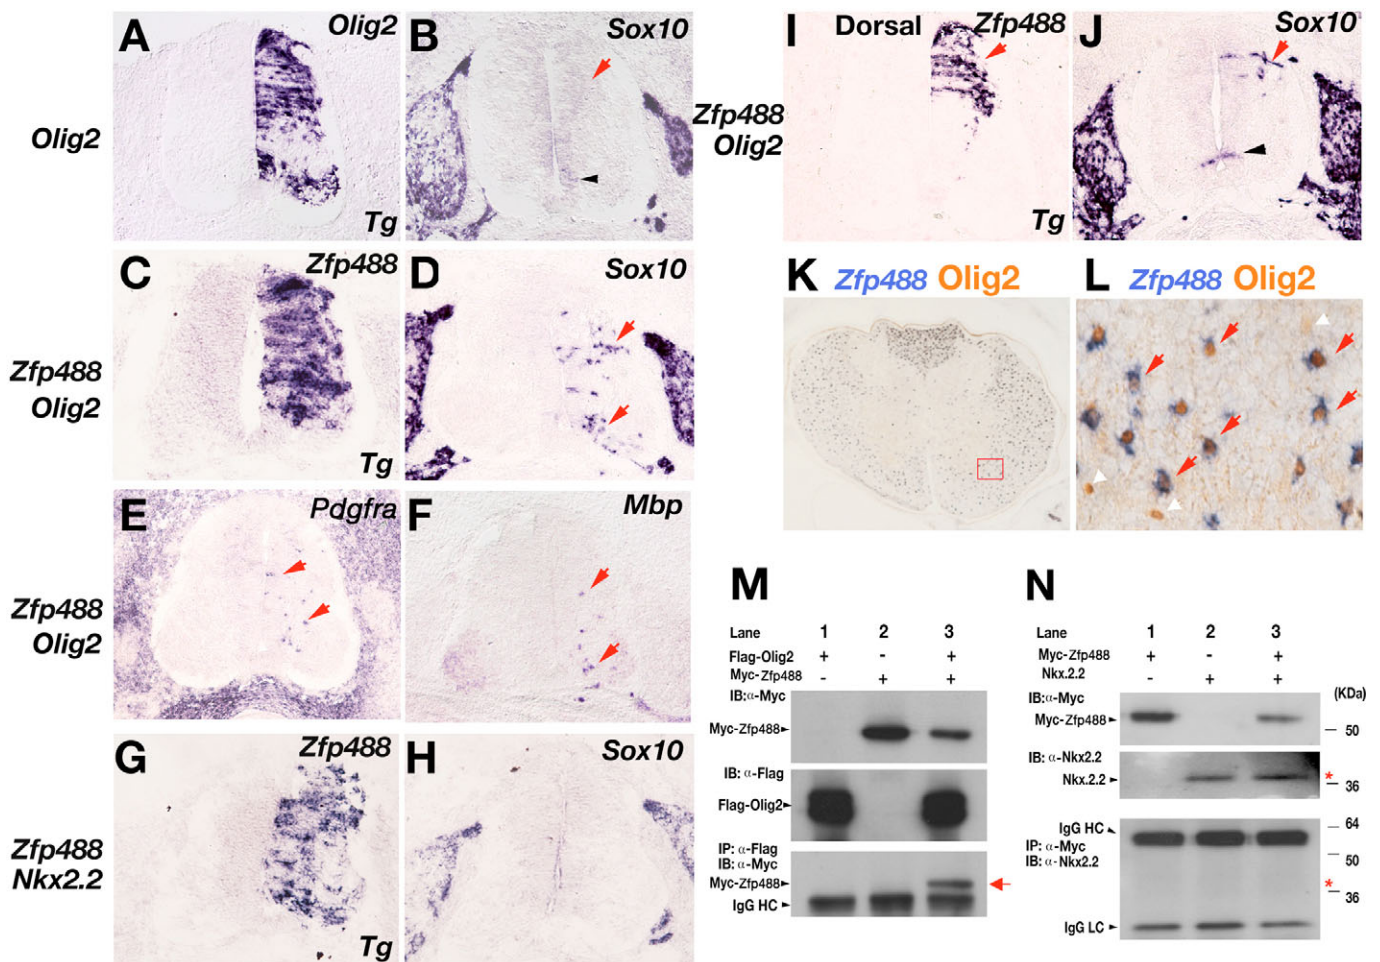 A
Olig2
B
Sox10
Olig2
Tg
C
Zfp488
D
Sox10
Zfp488
Olig2
Tg
E
Pdgfra
F
Mbp
Zfp488
Olig2
G
Zfp488
H
Sox10
Zfp488
Nkx2.2
Tg
I
Dorsal
Zfp488
J
Sox10
Zfp488
Olig2
Tg
K
Zfp488 Olig2
L
Zfp488 Olig2
M
Lane 1 2 3
Flag-Olig2 + - +
Myc-Zfp488 - + +
IB:α-Myc
Myc-Zfp488
IB: α-Flag
Flag-Olig2
IP: α-Flag
IB: α-Myc
Myc-Zfp488
IgG HC
N
Lane 1 2 3
Myc-Zfp488 + - +
Nkx.2.2 - + +
IB:α-Myc (KDa)
Myc-Zfp488
50
IB: α-Nkx2.2
Nkx.2.2 *
36
IgG HC 64
IP: α-Myc
IB: α-Nkx2.2 50
*
36
IgG LC